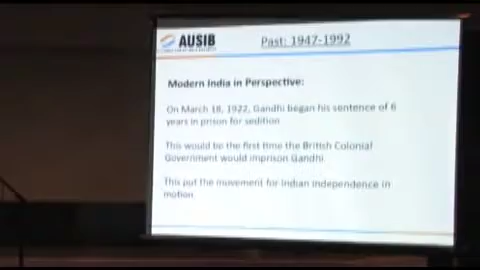 AUSIB
Past: 1947-1992
Modern India in Perspective:
On March 18, 1922, Gandhi began his sentence of 6
years in prison for sedition
This would be the first time the British Colonial
Government would imprison Gandhi
This put the movement for Indian independence in
motion